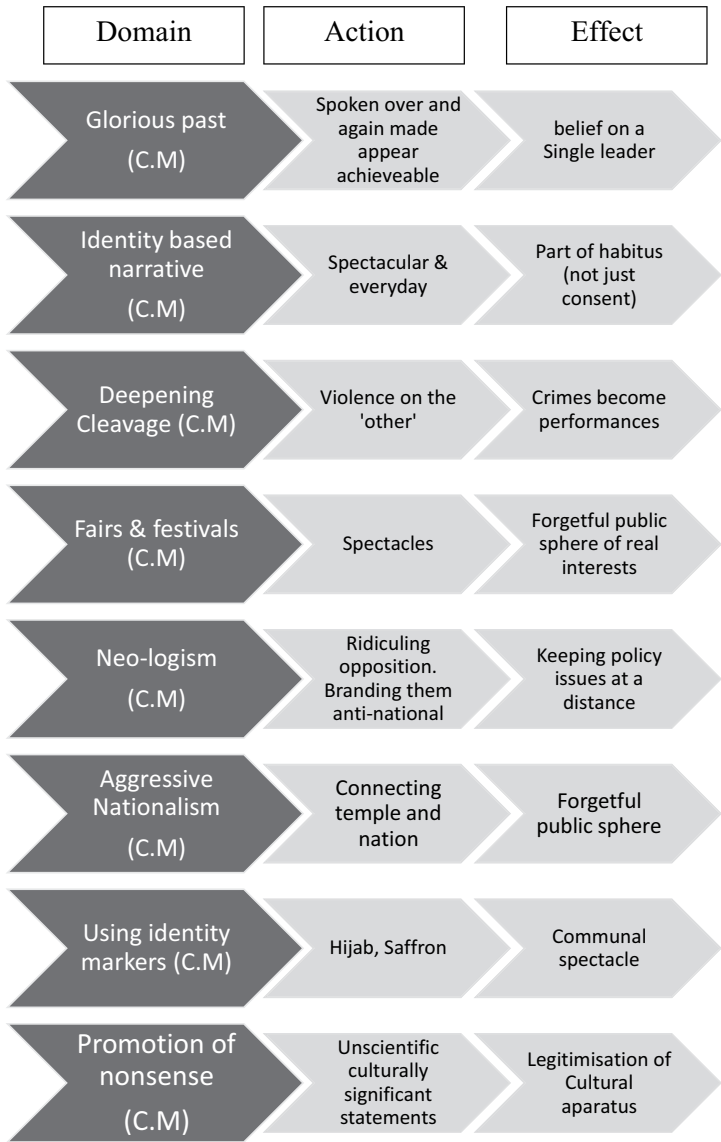 Domain
Action
Effect
Glorious past
(C.M)
Spoken over and
again made
appear
achieveable
belief on a
Single leader
Identity based
narrative
(C.M)
Spectacular &
everyday
Part of habitus
(not just
consent)
Deepening
Cleavage (C.M)
Violence on the
'other'
Crimes become
performances
Fairs & festivals
(C.M)
Spectacles
Forgetful public
sphere of real
interests
Neo-logism
(C.M)
Ridiculing
opposition.
Branding them
anti-national
Keeping policy
issues at a
distance
Aggressive
Nationalism
(C.M)
Connecting
temple and
nation
Forgetful
public sphere
Using identity
markers (C.M)
Hijab, Saffron
Communal
spectacle
Promotion of
nonsense
(C.M)
Unscientific
culturally
significant
statements
Legitimisation of
Cultural
apparatus